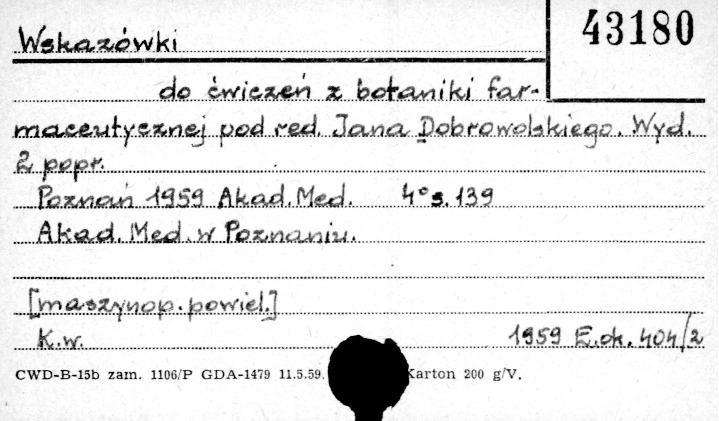 43180
Wskazówki
do ćwiczeń z botaniki far-
maceutycznej pod red. Jana Dobrowolskiego. Wyd.
2 popr.
Poznań 1959 Akad. Med. 4° s. 139
Akad. Med. w Poznaniu.
[maszynop. powiel.]
K.w. 1959 E.ok. 404/2
CWD-B-15b zam. 1106/P GDA-1479 11.5.59. Karton 200 g/V.